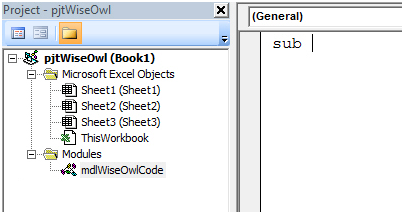 Project - pjtWiseOwl
(General)
sub
pjtWiseOwl (Book1)
Microsoft Excel Objects
Sheet1 (Sheet1)
Sheet2 (Sheet2)
Sheet3 (Sheet3)
ThisWorkbook
Modules
mdlWiseOwlCode